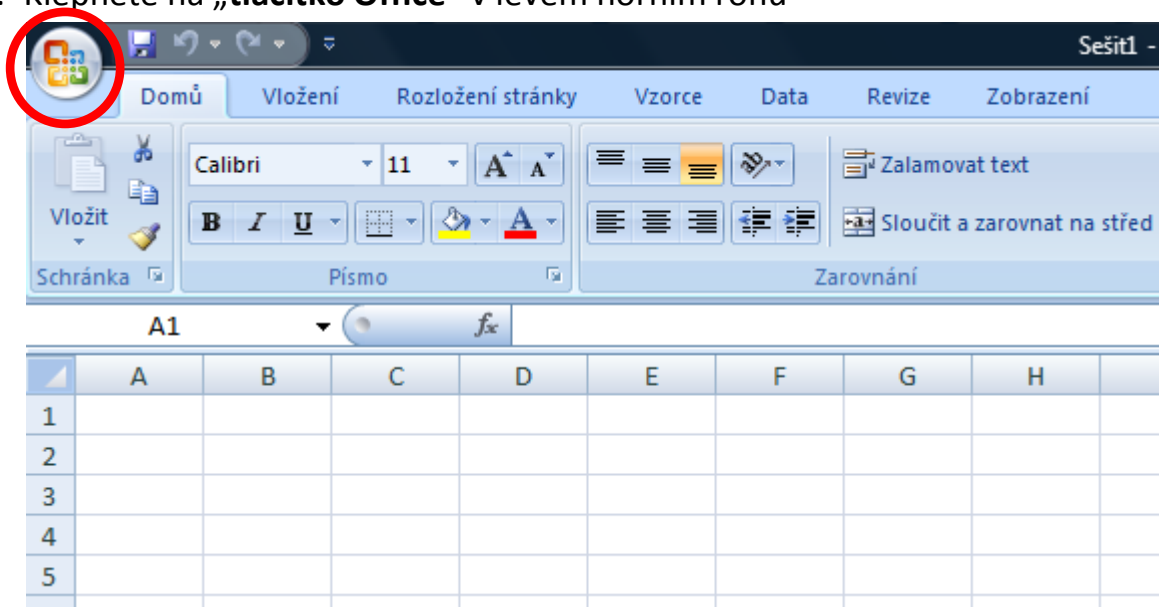 . Klepněte na „tlačítko Office“ v levém horním rohu
Sešit1 -
Domů Vložení Rozložení stránky Vzorce Data Revize Zobrazení
Calibri 11 A A Zalamovat text
Vložit B I U A a Sloučit a zarovnat na střed
Schránka Písmo Zarovnání
A1 fx
A B C D E F G H
1
2
3
4
5